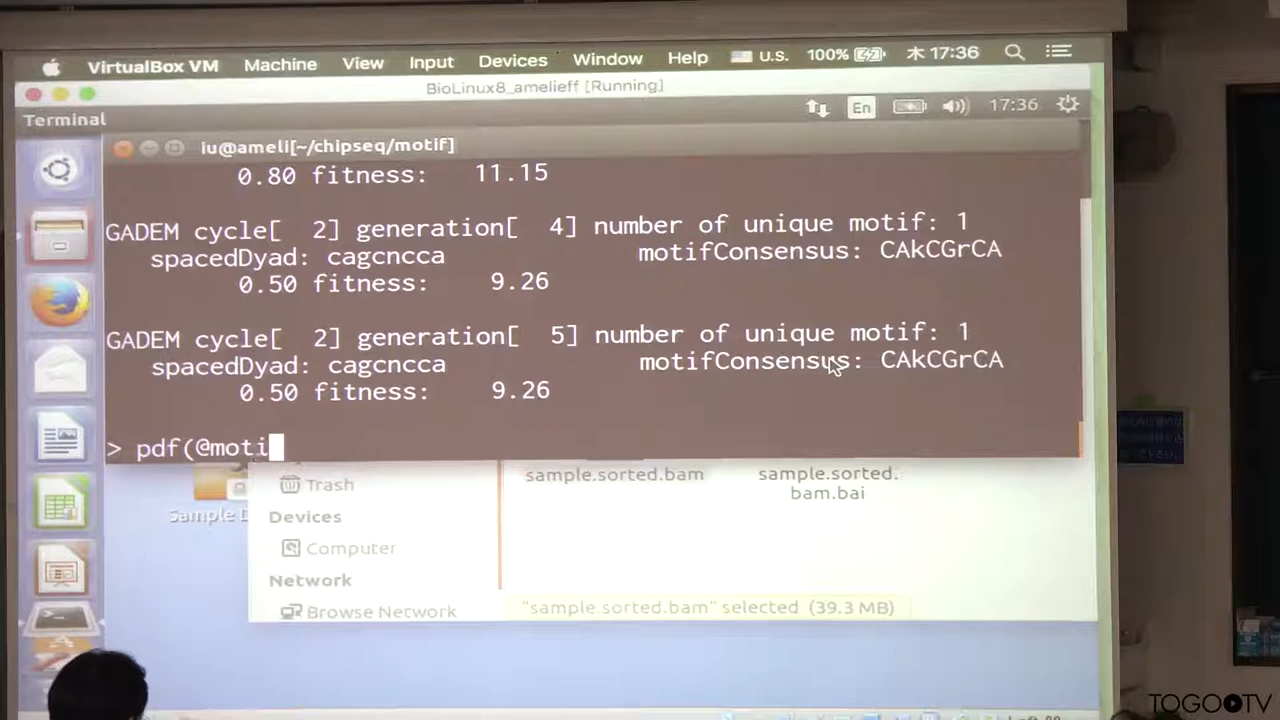 VirtualBox VM Machine View Input Devices Window Help U.S. 100% 木 17:36
BioLinux8_amelieff [Running]
Terminal En 17:36
iu@ameli[~/chipseq/motif]
0.80 fitness: 11.15
GADEM cycle[ 2] generation[ 4] number of unique motif: 1
spacedDyad: cagcncca motifConsensus: CAkCGrCA
0.50 fitness: 9.26
GADEM cycle[ 2] generation[ 5] number of unique motif: 1
spacedDyad: cagcncca motifConsensus: CAkCGrCA
0.50 fitness: 9.26
> pdf(@moti
sample.sorted.bam
sample.sorted.
bam.bai
Trash
Sample
Devices
Computer
Network
Browse Network
"sample.sorted.bam" selected (39.3 MB)
TOGOTV